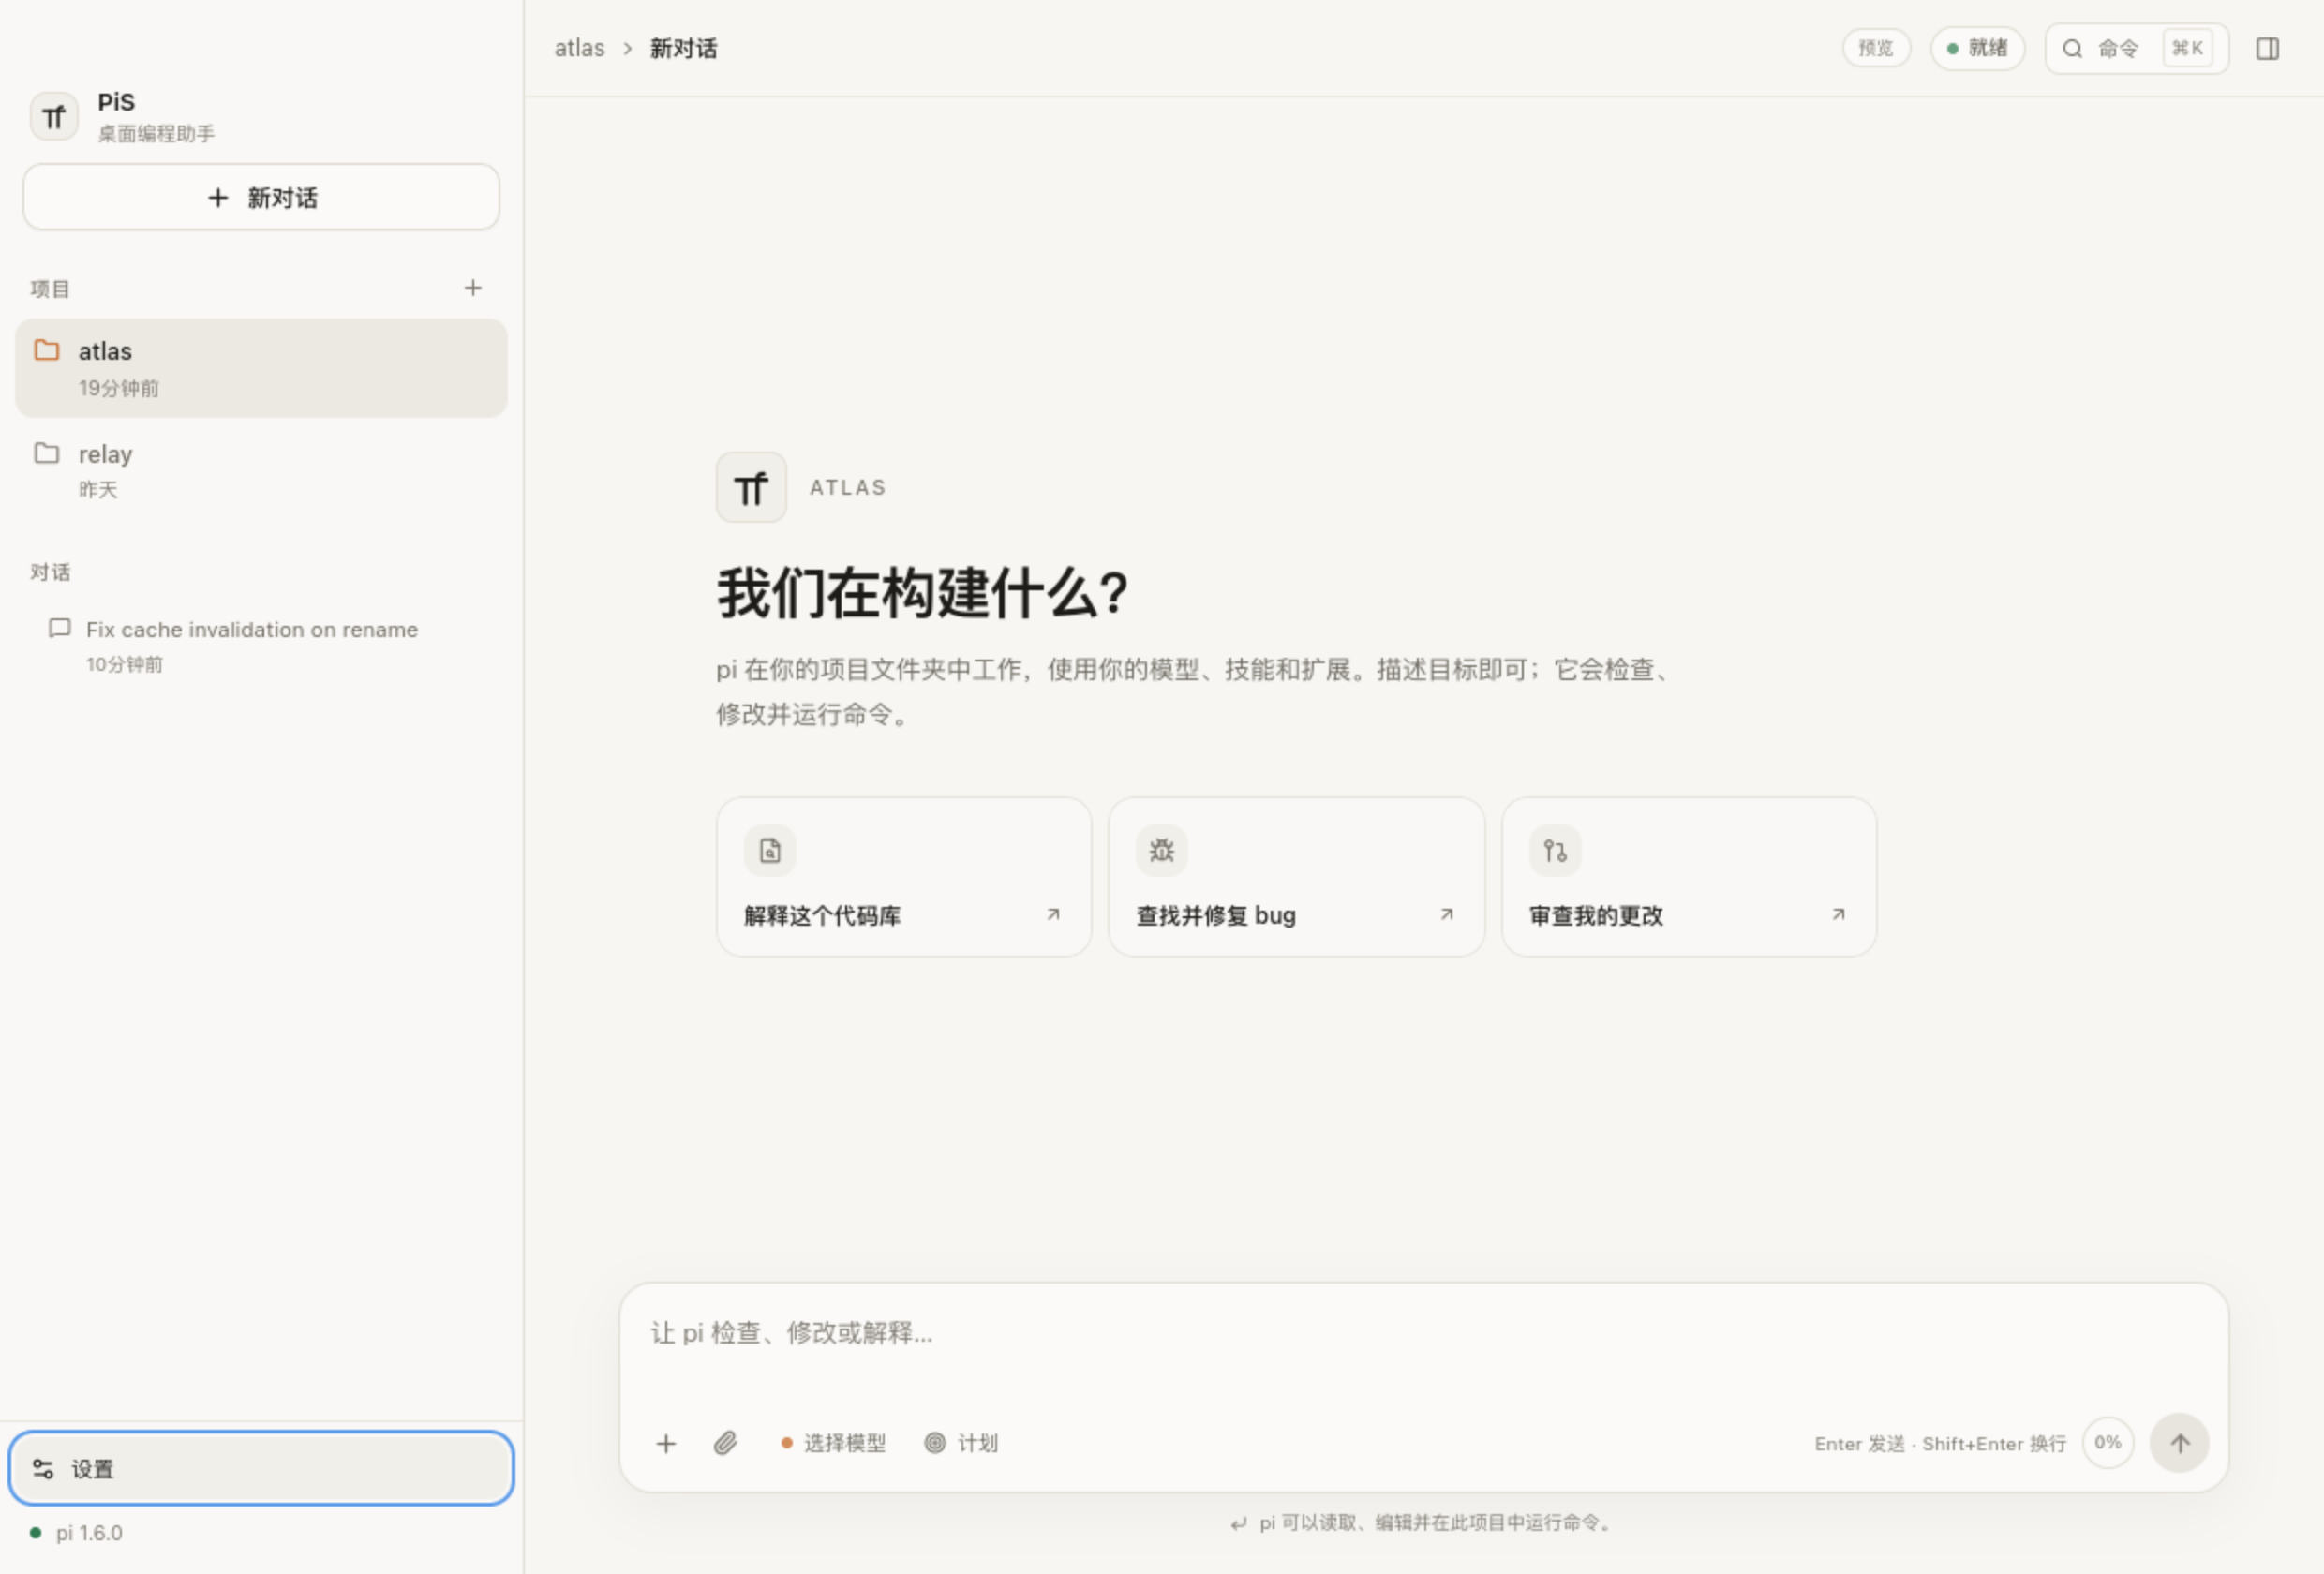 PiS
桌面编程助手
新对话
项目
atlas
19分钟前
relay
昨天
对话
Fix cache invalidation on rename
10分钟前
设置
pi 1.6.0
atlas > 新对话
预览
就绪
命令 ⌘K
ATLAS
我们在构建什么?
pi 在你的项目文件夹中工作，使用你的模型、技能和扩展。描述目标即可；它会检查、
修改并运行命令。
解释这个代码库
查找并修复 bug
审查我的更改
让 pi 检查、修改或解释...
选择模型
计划
Enter 发送 · Shift+Enter 换行
0%
pi 可以读取、编辑并在此项目中运行命令。